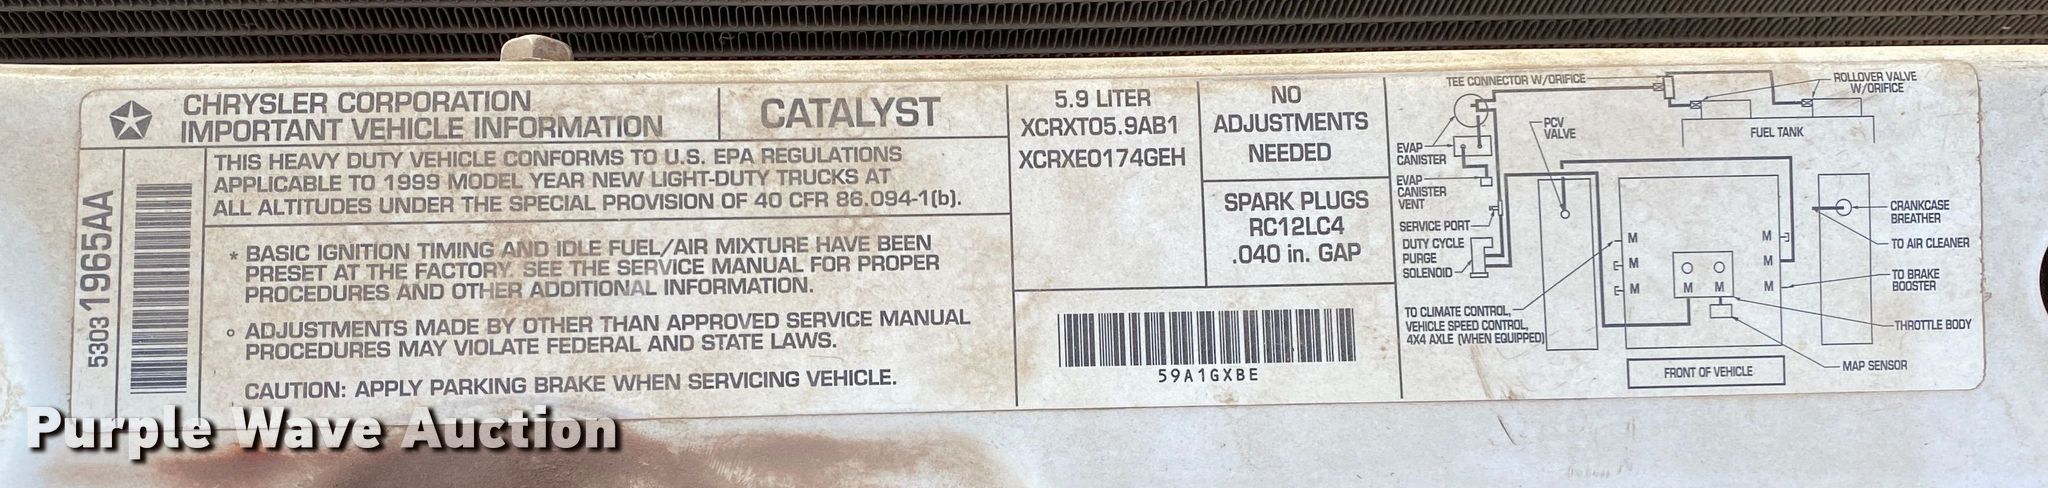 CHRYSLER CORPORATION
IMPORTANT VEHICLE INFORMATION
CATALYST
53031965AA
THIS HEAVY DUTY VEHICLE CONFORMS TO U.S. EPA REGULATIONS
APPLICABLE TO 1999 MODEL YEAR NEW LIGHT-DUTY TRUCKS AT
ALL ALTITUDES UNDER THE SPECIAL PROVISION OF 40 CFR 86.094-1(b).
* BASIC IGNITION TIMING AND IDLE FUEL/AIR MIXTURE HAVE BEEN
PRESET AT THE FACTORY. SEE THE SERVICE MANUAL FOR PROPER
PROCEDURES AND OTHER ADDITIONAL INFORMATION.
° ADJUSTMENTS MADE BY OTHER THAN APPROVED SERVICE MANUAL
PROCEDURES MAY VIOLATE FEDERAL AND STATE LAWS.
CAUTION: APPLY PARKING BRAKE WHEN SERVICING VEHICLE.
5.9 LITER
XCRXT05.9AB1
XCRXE0174GEH
NO
ADJUSTMENTS
NEEDED
SPARK PLUGS
RC12LC4
.040 in. GAP
59A1GXBE
TEE CONNECTOR W/ORIFICE
ROLLOVER VALVE
W/ORIFICE
FUEL TANK
PCV
VALVE
EVAP
CANISTER
EVAP
CANISTER
VENT
SERVICE PORT
DUTY CYCLE
PURGE
SOLENOID
TO CLIMATE CONTROL,
VEHICLE SPEED CONTROL,
4X4 AXLE (WHEN EQUIPPED)
M
M
M
M
M
M
M
M
CRANKCASE
BREATHER
TO AIR CLEANER
TO BRAKE
BOOSTER
THROTTLE BODY
MAP SENSOR
FRONT OF VEHICLE
Purple Wave Auction